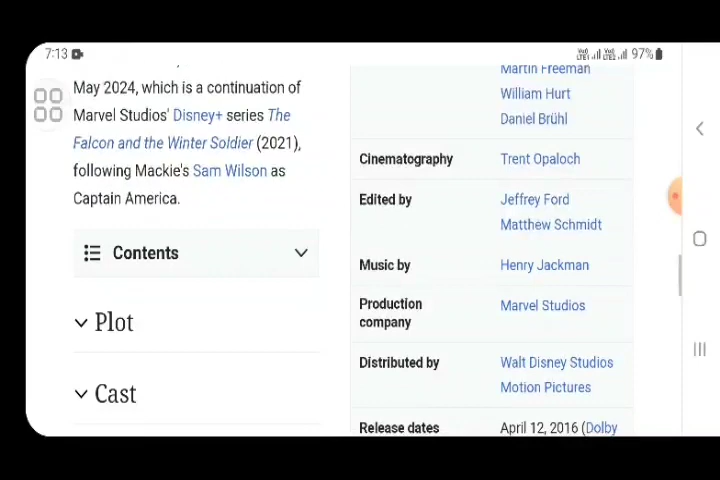 7:13
97%
May 2024, which is a continuation of
Marvel Studios' Disney+ series The
Falcon and the Winter Soldier (2021),
following Mackie's Sam Wilson as
Captain America.
Contents
Plot
Cast
Martin Freeman
William Hurt
Daniel Brühl
Cinematography Trent Opaloch
Edited by Jeffrey Ford
Matthew Schmidt
Music by Henry Jackman
Production
company
Marvel Studios
Distributed by Walt Disney Studios
Motion Pictures
Release dates April 12, 2016 (Dolby